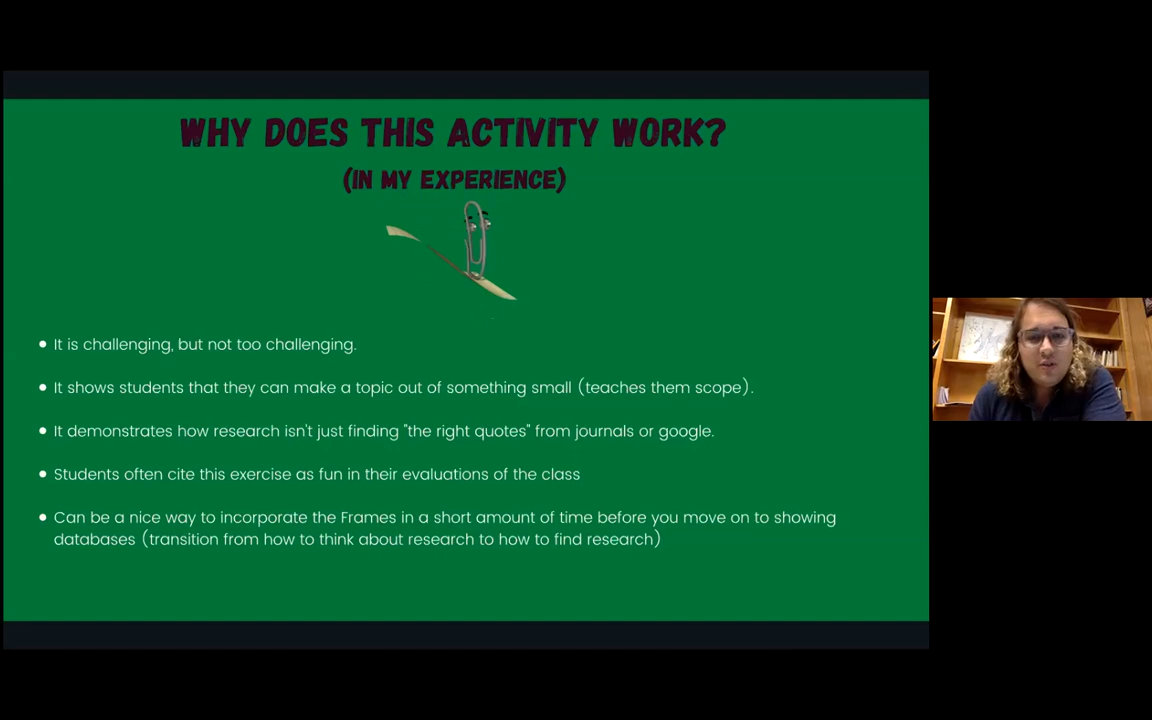 WHY DOES THIS ACTIVITY WORK?
(IN MY EXPERIENCE)
• It is challenging, but not too challenging.
• It shows students that they can make a topic out of something small (teaches them scope).
• It demonstrates how research isn't just finding "the right quotes" from journals or google.
• Students often cite this exercise as fun in their evaluations of the class
• Can be a nice way to incorporate the Frames in a short amount of time before you move on to showing
databases (transition from how to think about research to how to find research)